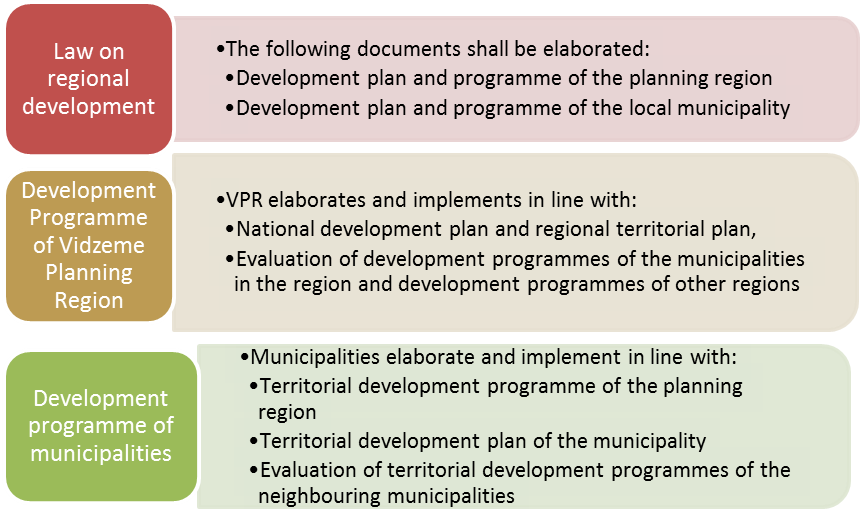 Law on
regional
development
•The following documents shall be elaborated:
•Development plan and programme of the planning region
•Development plan and programme of the local municipality
Development
Programme
of Vidzeme
Planning
Region
•VPR elaborates and implements in line with:
•National development plan and regional territorial plan,
•Evaluation of development programmes of the municipalities
in the region and development programmes of other regions
Development
programme of
municipalities
•Municipalities elaborate and implement in line with:
•Territorial development programme of the planning
region
•Territorial development plan of the municipality
•Evaluation of territorial development programmes of the
neighbouring municipalities